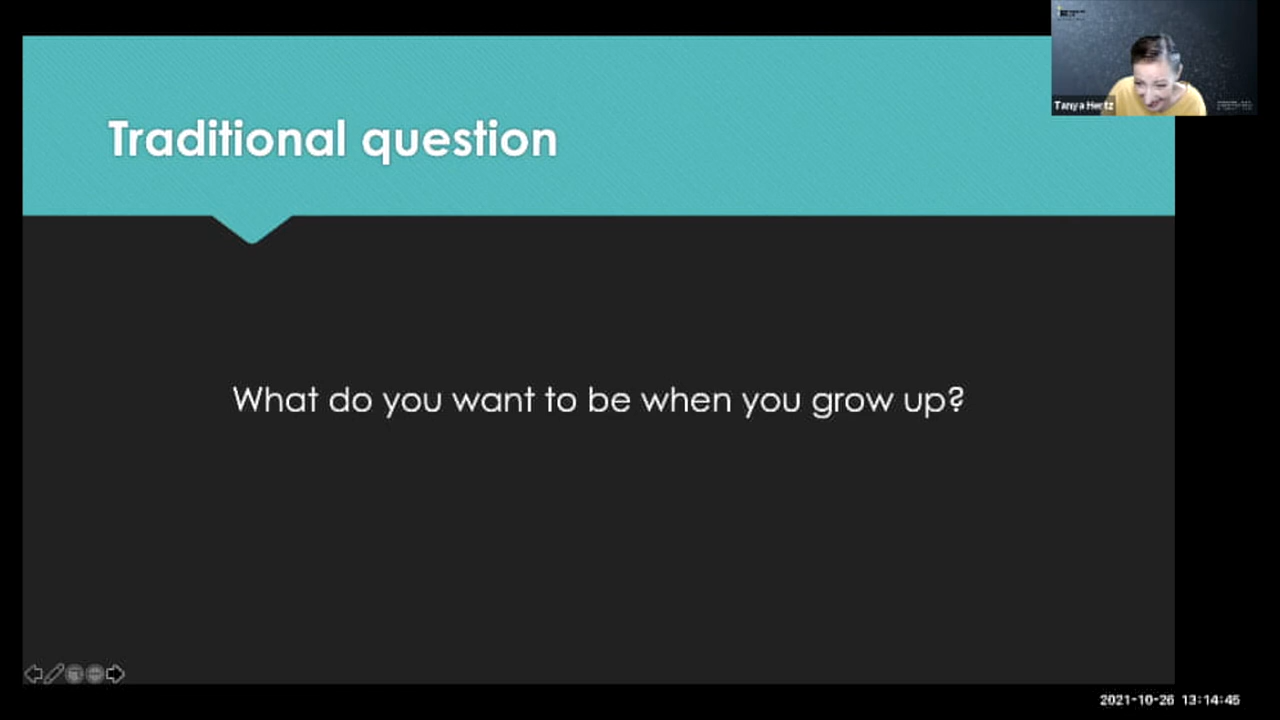 Traditional question
Tanya Hertz
What do you want to be when you grow up?
2021-10-26 13:14:45